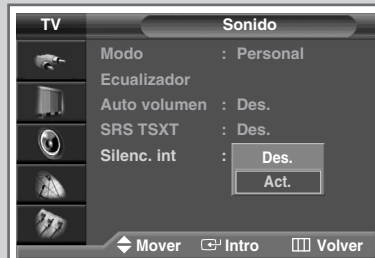 TV Sonido
Modo : Personal
Ecualizador
Auto volumen : Des.
SRS TSXT : Des.
Silenc. int : Des.
Act.
Mover Intro Volver